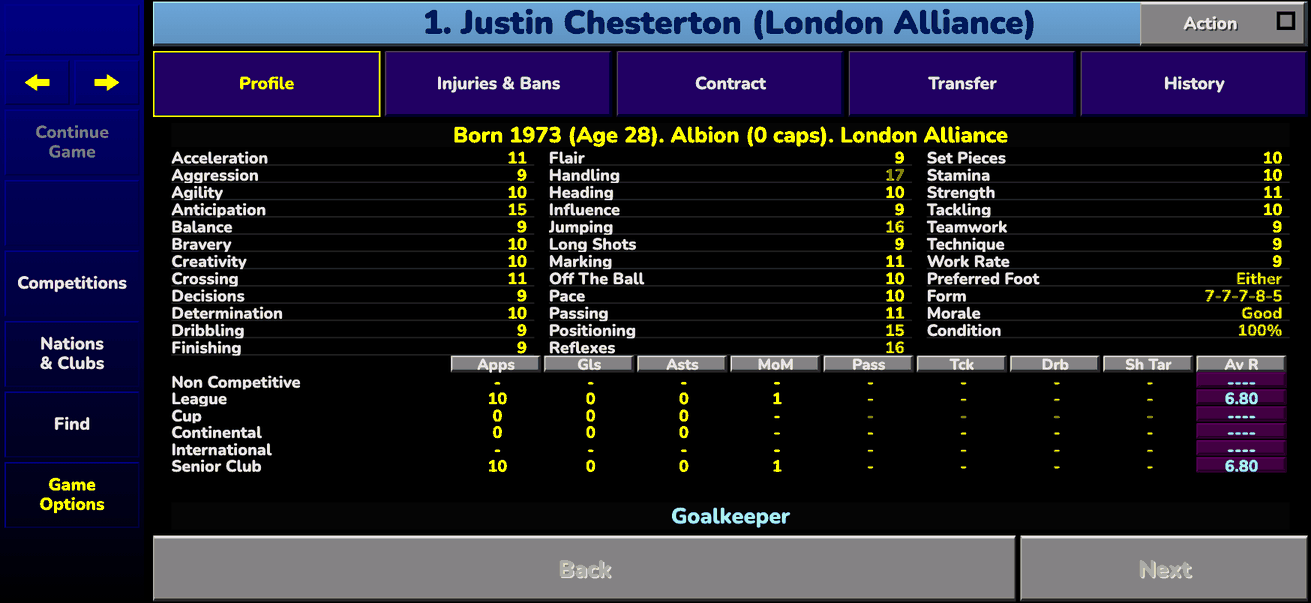 1. Justin Chesterton (London Alliance)
Action
Profile
Injuries & Bans
Contract
Transfer
History
Continue
Game
Competitions
Nations
& Clubs
Find
Game
Options
Born 1973 (Age 28). Albion (0 caps). London Alliance
Acceleration 11 Flair 9 Set Pieces 10
Aggression 9 Handling 17 Stamina 10
Agility 10 Heading 10 Strength 11
Anticipation 15 Influence 9 Tackling 10
Balance 9 Jumping 16 Teamwork 9
Bravery 10 Long Shots 9 Technique 9
Creativity 10 Marking 11 Work Rate 9
Crossing 11 Off The Ball 10 Preferred Foot Either
Decisions 9 Pace 10 Form 7-7-7-8-5
Determination 10 Passing 11 Morale Good
Dribbling 9 Positioning 15 Condition 100%
Finishing 9 Reflexes 16
Apps Gls Asts MoM Pass Tck Drb Sh Tar Av R
Non Competitive - - - - - - - - ----
League 10 0 0 1 - - - - 6.80
Cup 0 0 0 - - - - - ----
Continental 0 0 0 - - - - - ----
International - - - - - - - - ----
Senior Club 10 0 0 1 - - - - 6.80
Goalkeeper
Back
Next